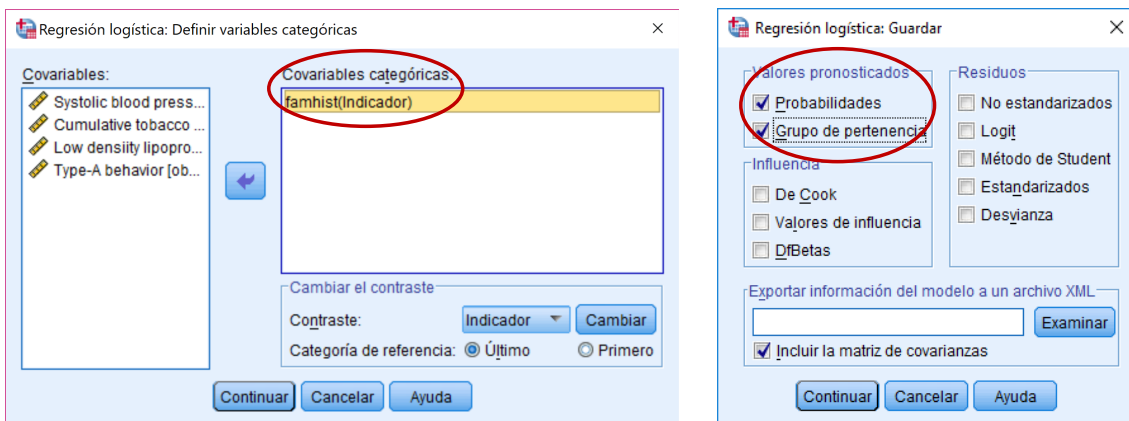 Regresión logística: Definir variables categóricas
Covariables:
Systolic blood press...
Cumulative tobacco ...
Low densiity lipopro...
Type-A behavior [ob...
Covariables categóricas:
famhist(Indicador)
Cambiar el contraste
Contraste: Indicador Cambiar
Categoría de referencia: Último Primero
Continuar Cancelar Ayuda
Regresión logística: Guardar
Valores pronosticados
Probabilidades
Grupo de pertenencia
Influencia
De Cook
Valores de influencia
DfBetas
Residuos
No estandarizados
Logit
Método de Student
Estandarizados
Desvianza
Exportar información del modelo a un archivo XML
Examinar
Incluir la matriz de covarianzas
Continuar Cancelar Ayuda